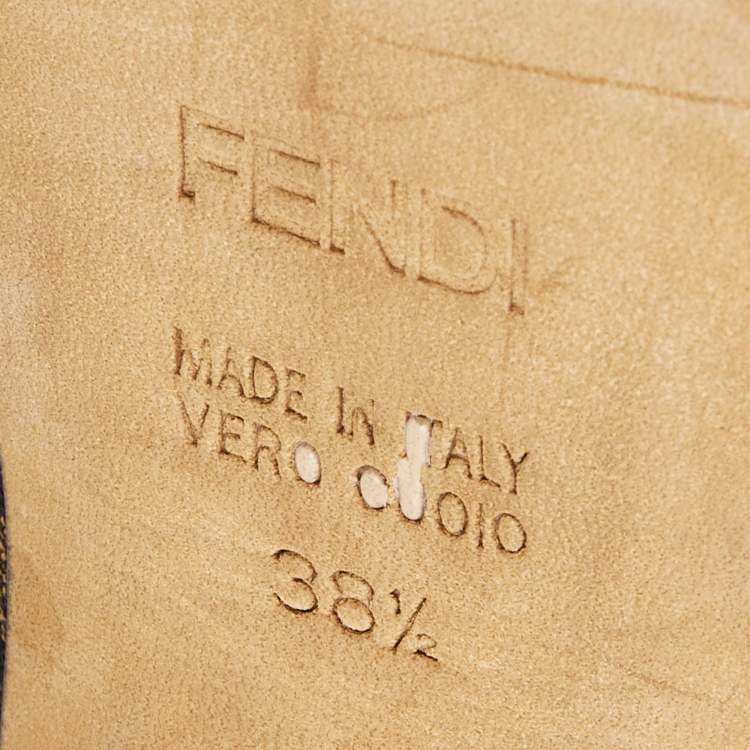 FENDI
MADE IN ITALY
VERO CUOIO
38½